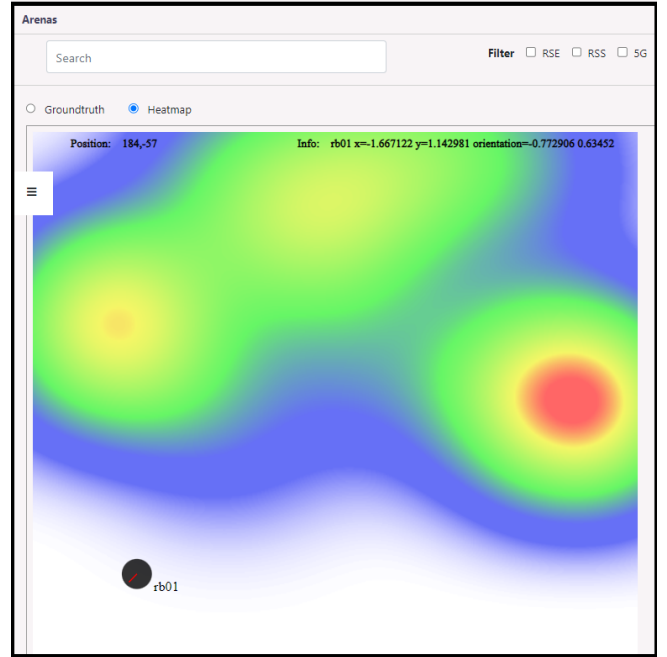 Arenas
Search
Filter RSE RSS 5G
Groundtruth Heatmap
Position: 184,-57 Info: rb01 x=-1.667122 y=1.142981 orientation=-0.772906 0.63452
rb01